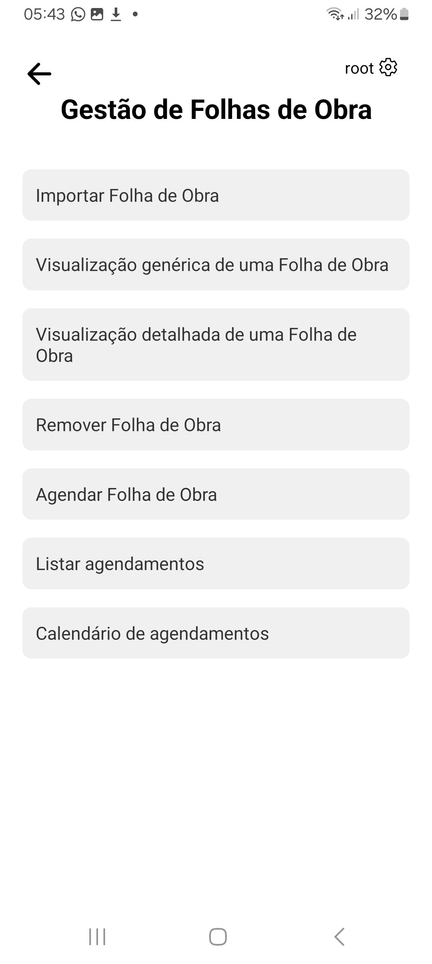 05:43
32%
root
Gestão de Folhas de Obra
Importar Folha de Obra
Visualização genérica de uma Folha de Obra
Visualização detalhada de uma Folha de
Obra
Remover Folha de Obra
Agendar Folha de Obra
Listar agendamentos
Calendário de agendamentos